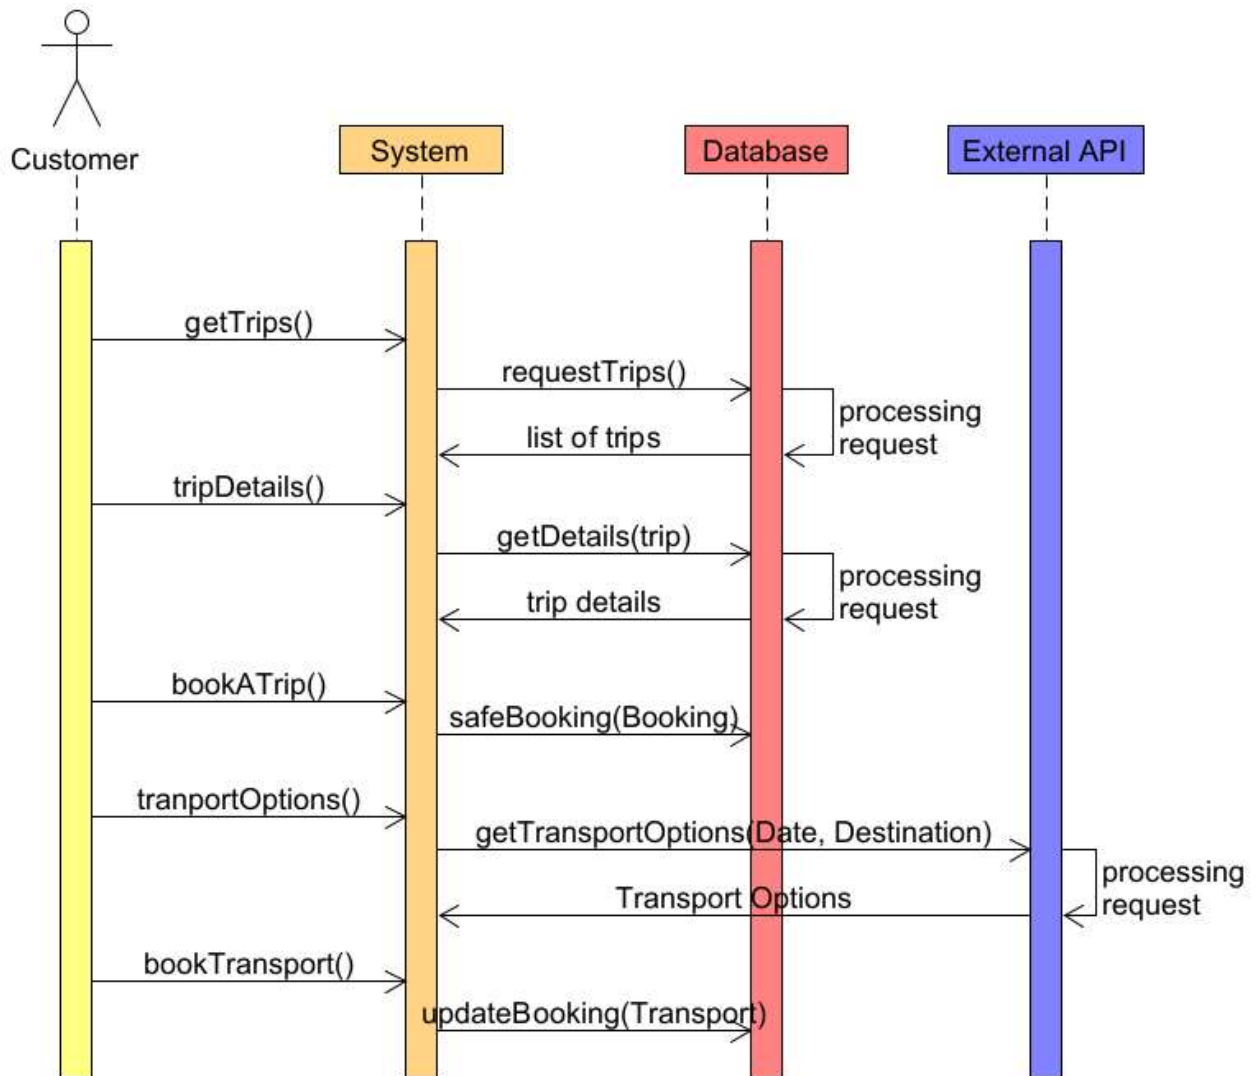 Customer
System
Database
External API
getTrips()
requestTrips()
processing
request
list of trips
tripDetails()
getDetails(trip)
processing
request
trip details
bookATrip()
safeBooking(Booking)
tranportOptions()
getTransportOptions(Date, Destination)
processing
request
Transport Options
bookTransport()
updateBooking(Transport)